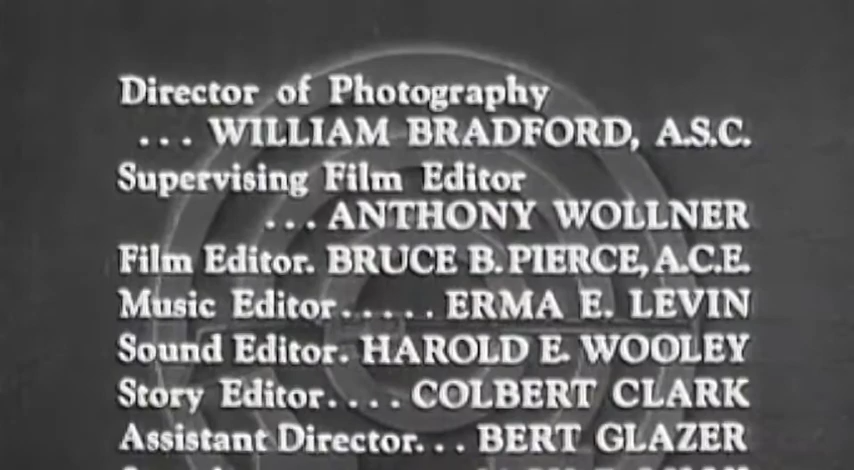 Director of Photography
... WILLIAM BRADFORD, A.S.C.
Supervising Film Editor
... ANTHONY WOLLNER
Film Editor. BRUCE B. PIERCE, A.C.E.
Music Editor..... ERMA E. LEVIN
Sound Editor. HAROLD E. WOOLEY
Story Editor.... COLBERT CLARK
Assistant Director... BERT GLAZER